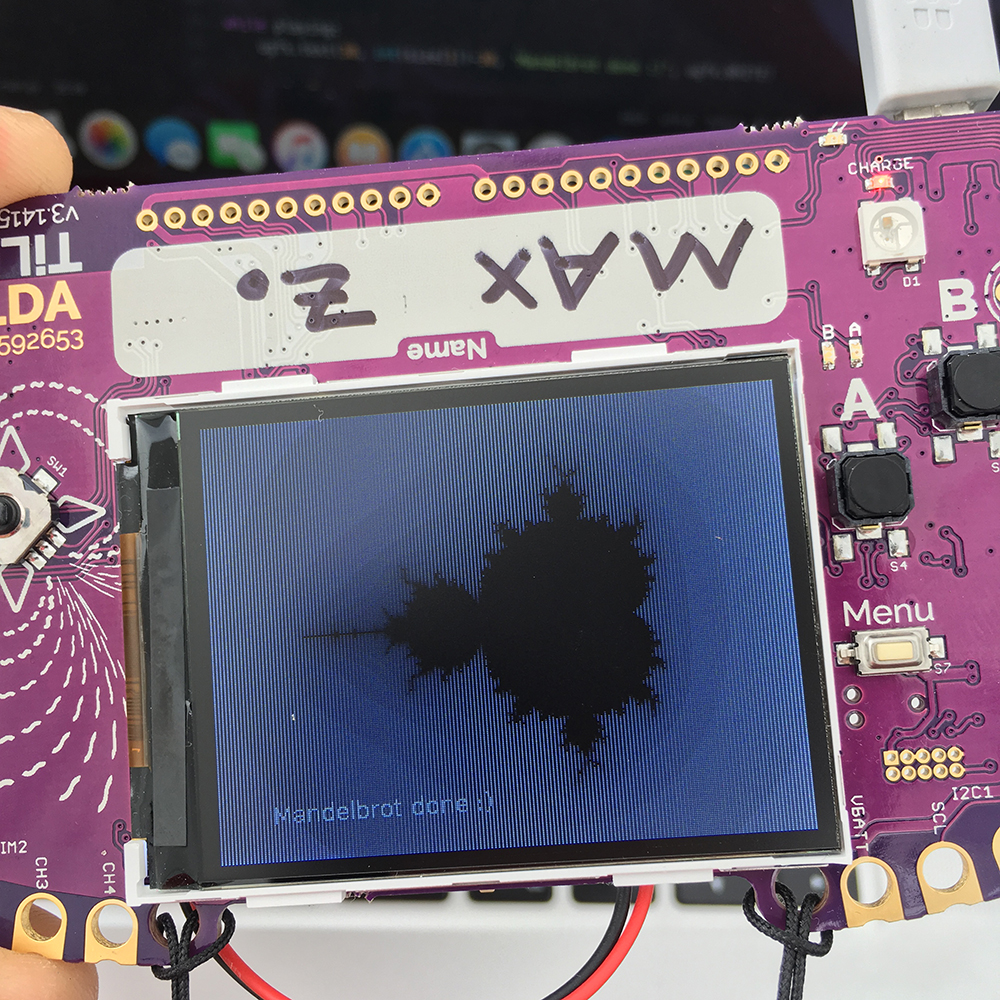 CHARGE
v3.1415
TiL
LDA
592653
MAX Z.
D1
B
B A
Name
A
SW1
S4
Menu
S7
Mandelbrot done :)
I2C1
VBATT
SCL
IM2
CH3
CH4